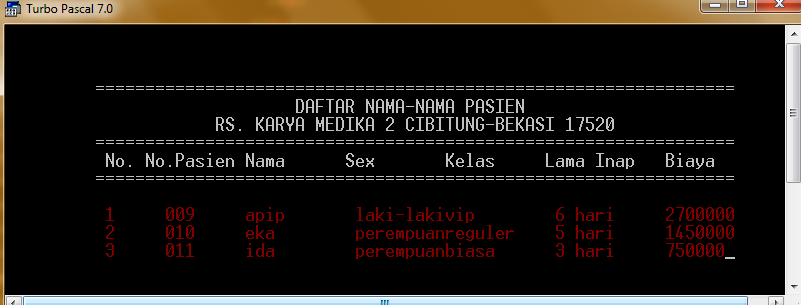 Turbo Pascal 7.0
================================================================
DAFTAR NAMA-NAMA PASIEN
RS. KARYA MEDIKA 2 CIBITUNG-BEKASI 17520
================================================================
No. No.Pasien Nama Sex Kelas Lama Inap Biaya
================================================================
1 009 apip laki-lakivip 6 hari 2700000
2 010 eka perempuanreguler 5 hari 1450000
3 011 ida perempuanbiasa 3 hari 750000_